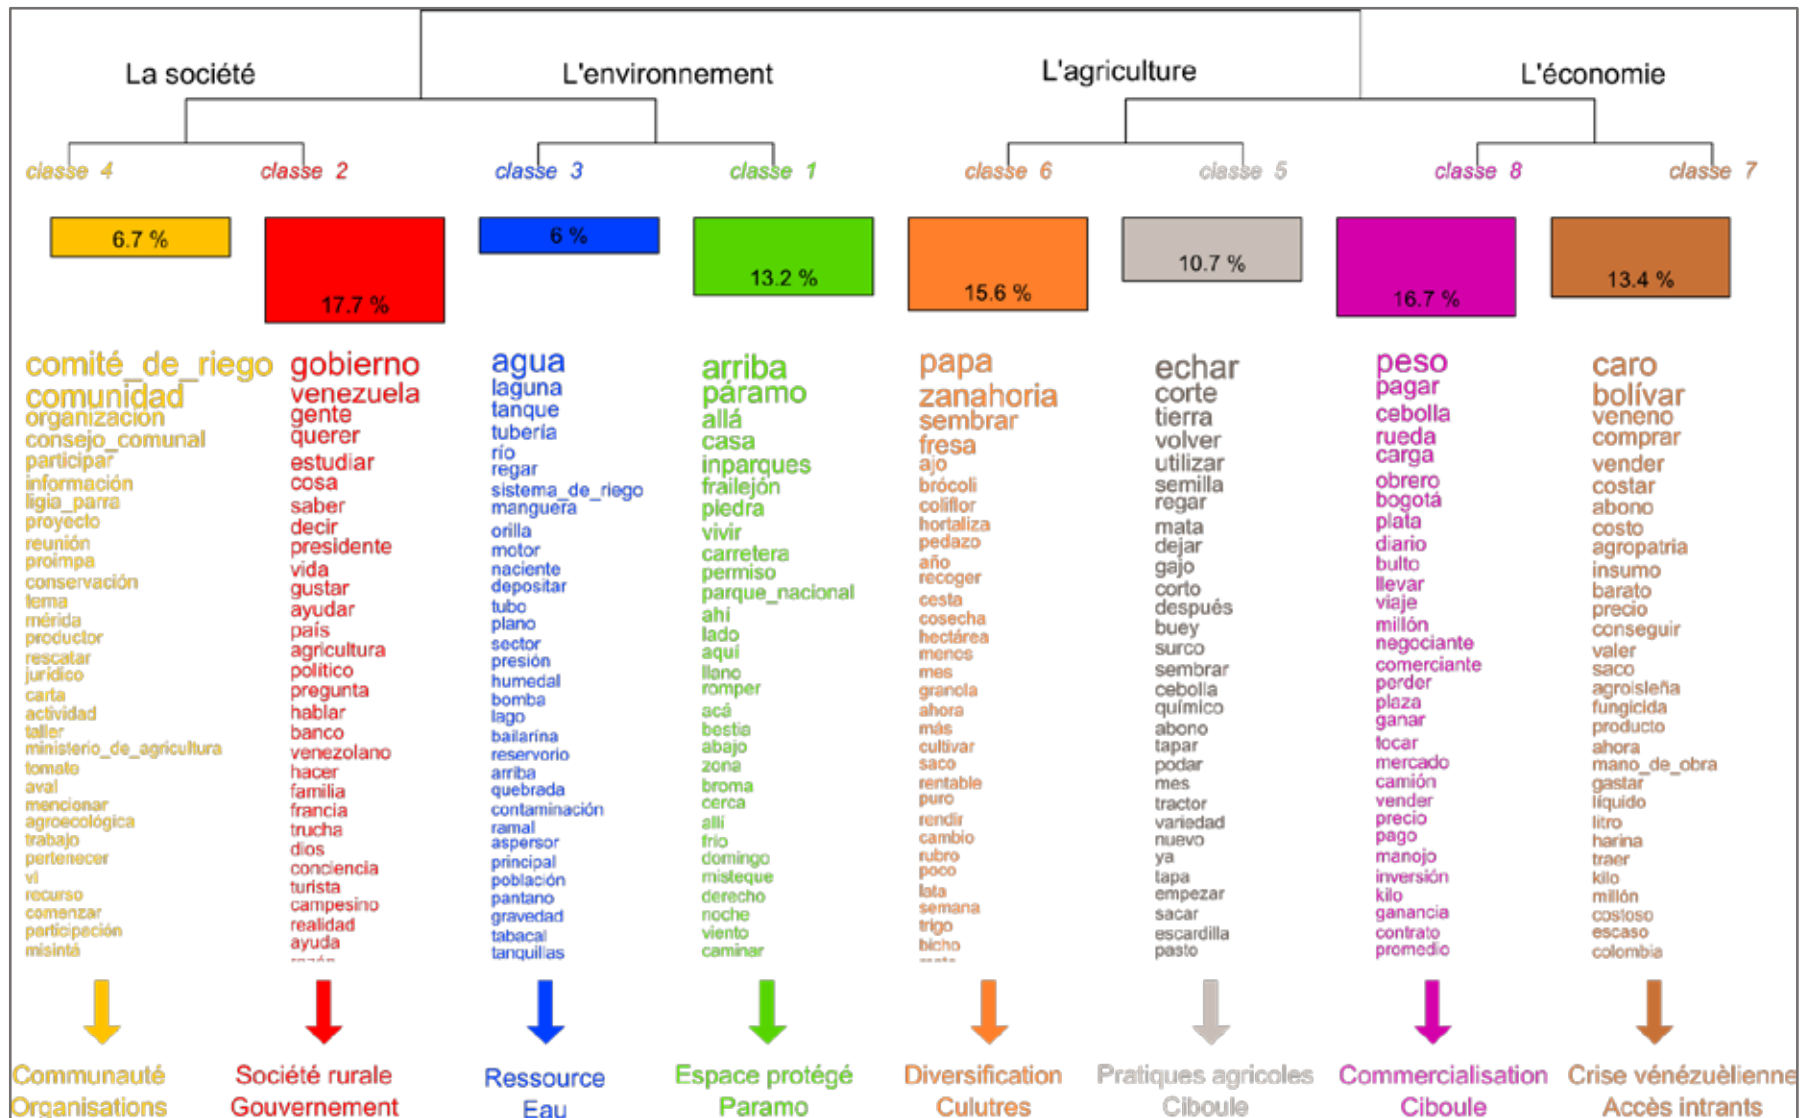 La société
L'environnement
L'agriculture
L'économie
classe 4
classe 2
classe 3
classe 1
classe 6
classe 5
classe 8
classe 7
6.7 %
17.7 %
6 %
13.2 %
15.6 %
10.7 %
16.7 %
13.4 %
comité_de_riego
comunidad
organización
consejo_comunal
participar
información
ligia_parra
proyecto
reunión
proimpa
conservación
tema
mérida
productor
rescatar
jurídico
carta
actividad
taller
ministerio_de_agricultura
tomate
aval
mencionar
agroecológica
trabajo
pertenecer
vi
recurso
comenzar
participación
misintá
gobierno
venezuela
gente
querer
estudiar
cosa
saber
decir
presidente
vida
gustar
ayudar
país
agricultura
político
pregunta
hablar
banco
venezolano
hacer
familia
francia
trucha
dios
conciencia
turista
campesino
realidad
ayuda
agua
laguna
tanque
tubería
río
regar
sistema_de_riego
manguera
orilla
motor
naciente
depositar
tubo
plano
sector
presión
humedal
bomba
lago
bailarína
reservorio
arriba
quebrada
contaminación
ramal
aspersor
principal
población
pantano
gravedad
tabacal
tanquillas
arriba
páramo
allá
casa
inparques
frailejón
piedra
vivir
carretera
permiso
parque_nacional
ahí
lado
aquí
llano
romper
acá
bestia
abajo
zona
broma
cerca
allí
frío
domingo
misteque
derecho
noche
viento
caminar
papa
zanahoria
sembrar
fresa
ajo
brócoli
coliflor
hortaliza
pedazo
año
recoger
cesta
cosecha
hectárea
menos
mes
granola
ahora
más
cultivar
saco
rentable
puro
rendir
cambio
rubro
poco
lata
semana
trigo
bicho
echar
corte
tierra
volver
utilizar
semilla
regar
mata
dejar
gajo
corto
después
buey
surco
sembrar
cebolla
químico
abono
tapar
podar
mes
tractor
variedad
nuevo
ya
tapa
empezar
sacar
escardilla
pasto
peso
pagar
cebolla
rueda
carga
obrero
bogotá
plata
diario
bulto
llevar
viaje
millón
negociante
comerciante
perder
plaza
ganar
tocar
mercado
camión
vender
precio
pago
manojo
inversión
kilo
ganancia
contrato
promedio
caro
bolívar
veneno
comprar
vender
costar
abono
costo
agropatria
insumo
barato
precio
conseguir
valer
saco
agroisleña
fungicida
producto
ahora
mano_de_obra
gastar
líquido
litro
harina
traer
kilo
millón
costoso
escaso
colombia
Communauté
Organisations
Société rurale
Gouvernement
Ressource
Eau
Espace protégé
Paramo
Diversification
Culutres
Pratiques agricoles
Ciboule
Commercialisation
Ciboule
Crise vénézuèlienne
Accès intrants